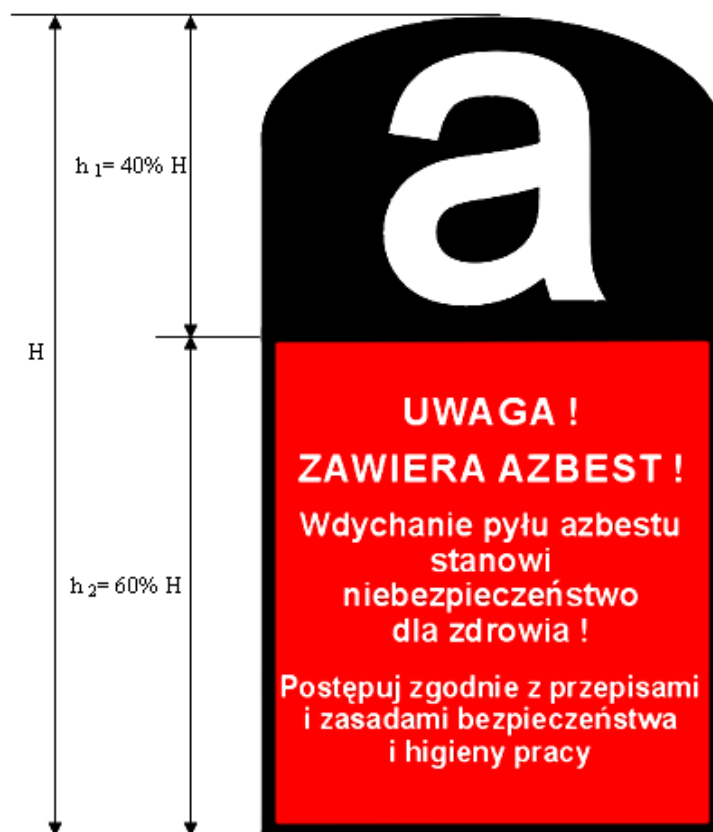 a
h 1= 40% H
H
UWAGA !
ZAWIERA AZBEST !
Wdychanie pyłu azbestu
stanowi
niebezpieczeństwo
dla zdrowia !
h 2= 60% H
Postępuj zgodnie z przepisami
i zasadami bezpieczeństwa
i higieny pracy